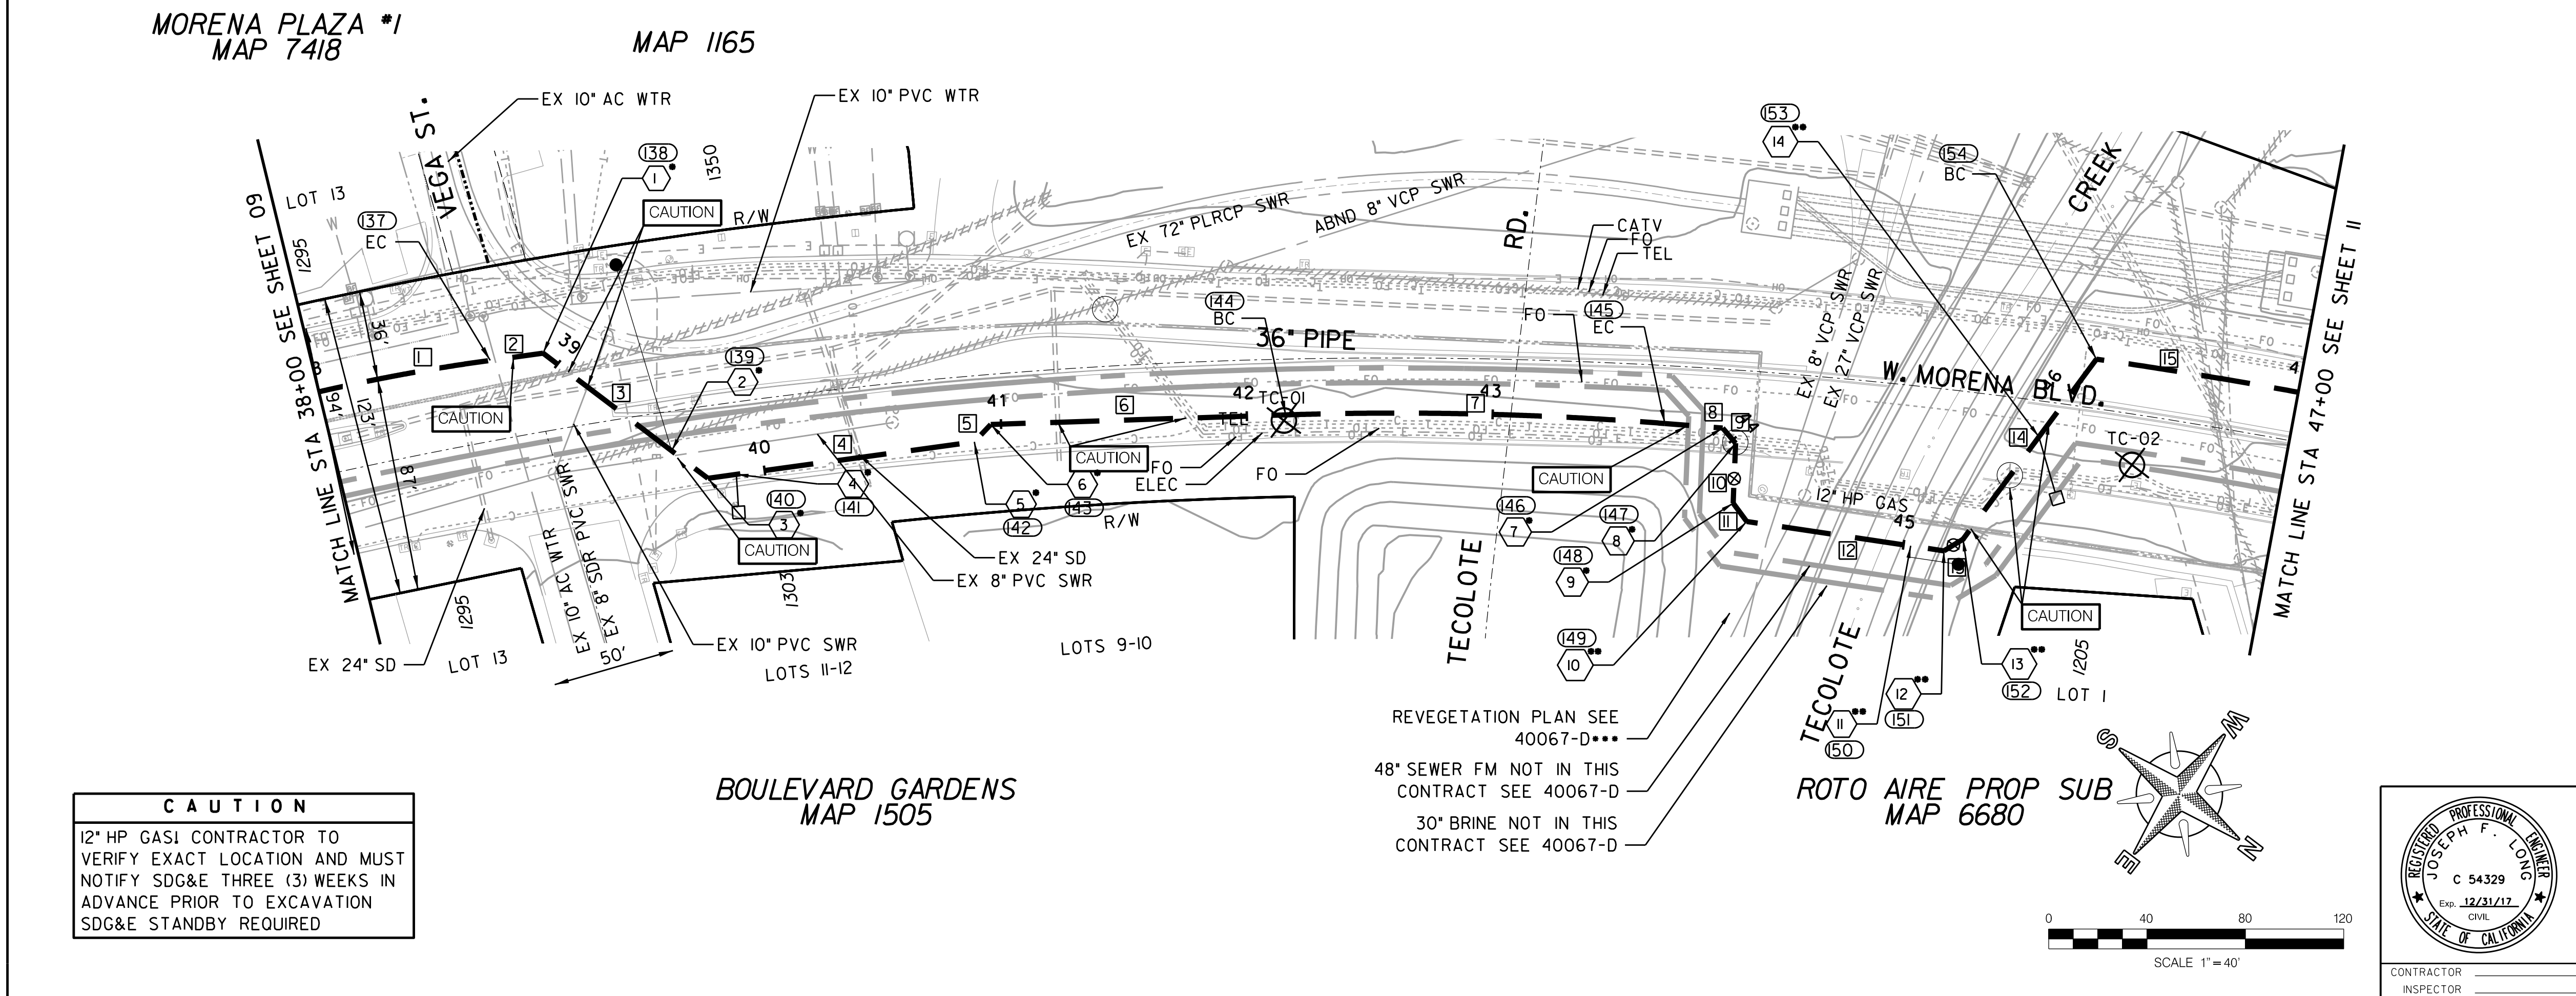 MORENA PLAZA #1
MAP 7418
MAP 1165
VEGA ST.
EX 10" AC WTR
EX 10" PVC WTR
LOT 13
1295
137
EC
138
1*
1350
CAUTION
R/W
EX 72" PLRCP SWR
ABND 8" VCP SWR
RD.
CATV
FO
TEL
153
14**
154
BC
CREEK
MATCH LINE STA 38+00 SEE SHEET 09
MATCH LINE STA 47+00 SEE SHEET 11
36'
94'
123'
87'
1
2
39
3
CAUTION
139
2*
40
4
41
5
6
42
TC-01
144
BC
36" PIPE
TEL
7
43
FO
145
EC
8
9
44
10
11
EX 8" VCP SWR
EX 27" VCP SWR
W. MORENA BLVD.
46
15
14
TC-02
12" HP GAS
45
12
13
CAUTION
FO
ELEC
FO
CAUTION
4*
141
140
3*
CAUTION
5*
142
6*
143
R/W
146
7*
147
8*
148
9*
149
10**
EX 24" SD
EX 8" PVC SWR
1303
EX 10" AC WTR
EX 8" SDR PVC SWR
50'
EX 10" PVC SWR
LOTS 11-12
LOTS 9-10
EX 24" SD
LOT 13
1295
TECOLOTE
TECOLOTE
11**
150
12**
151
13**
152
CAUTION
1205
LOT 1
REVEGETATION PLAN SEE
40067-D***
48" SEWER FM NOT IN THIS
CONTRACT SEE 40067-D
30" BRINE NOT IN THIS
CONTRACT SEE 40067-D
BOULEVARD GARDENS
MAP 1505
ROTO AIRE PROP SUB
MAP 6680
S
W
E
N
CAUTION
12" HP GAS! CONTRACTOR TO
VERIFY EXACT LOCATION AND MUST
NOTIFY SDG&E THREE (3) WEEKS IN
ADVANCE PRIOR TO EXCAVATION
SDG&E STANDBY REQUIRED
0 40 80 120
SCALE 1" = 40'
REGISTERED PROFESSIONAL ENGINEER
JOSEPH F. LONG
C 54329
Exp. 12/31/17
CIVIL
STATE OF CALIFORNIA
CONTRACTOR
INSPECTOR